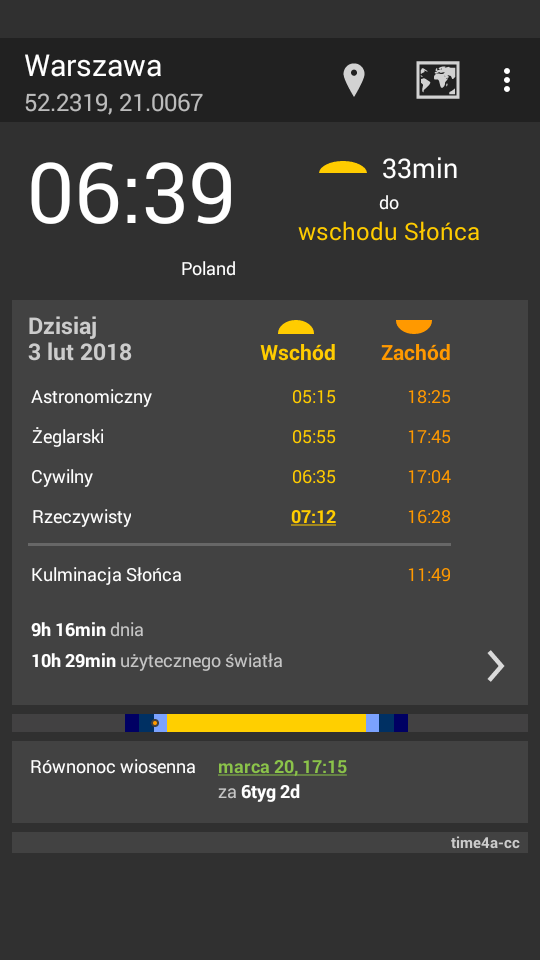 Warszawa
52.2319, 21.0067
06:39
Poland
33min
do
wschodu Słońca
Dzisiaj
3 lut 2018
Wschód Zachód
Astronomiczny 05:15 18:25
Żeglarski 05:55 17:45
Cywilny 06:35 17:04
Rzeczywisty 07:12 16:28
Kulminacja Słońca 11:49
9h 16min dnia
10h 29min użytecznego światła
Równonoc wiosenna marca 20, 17:15
za 6tyg 2d
time4a-cc